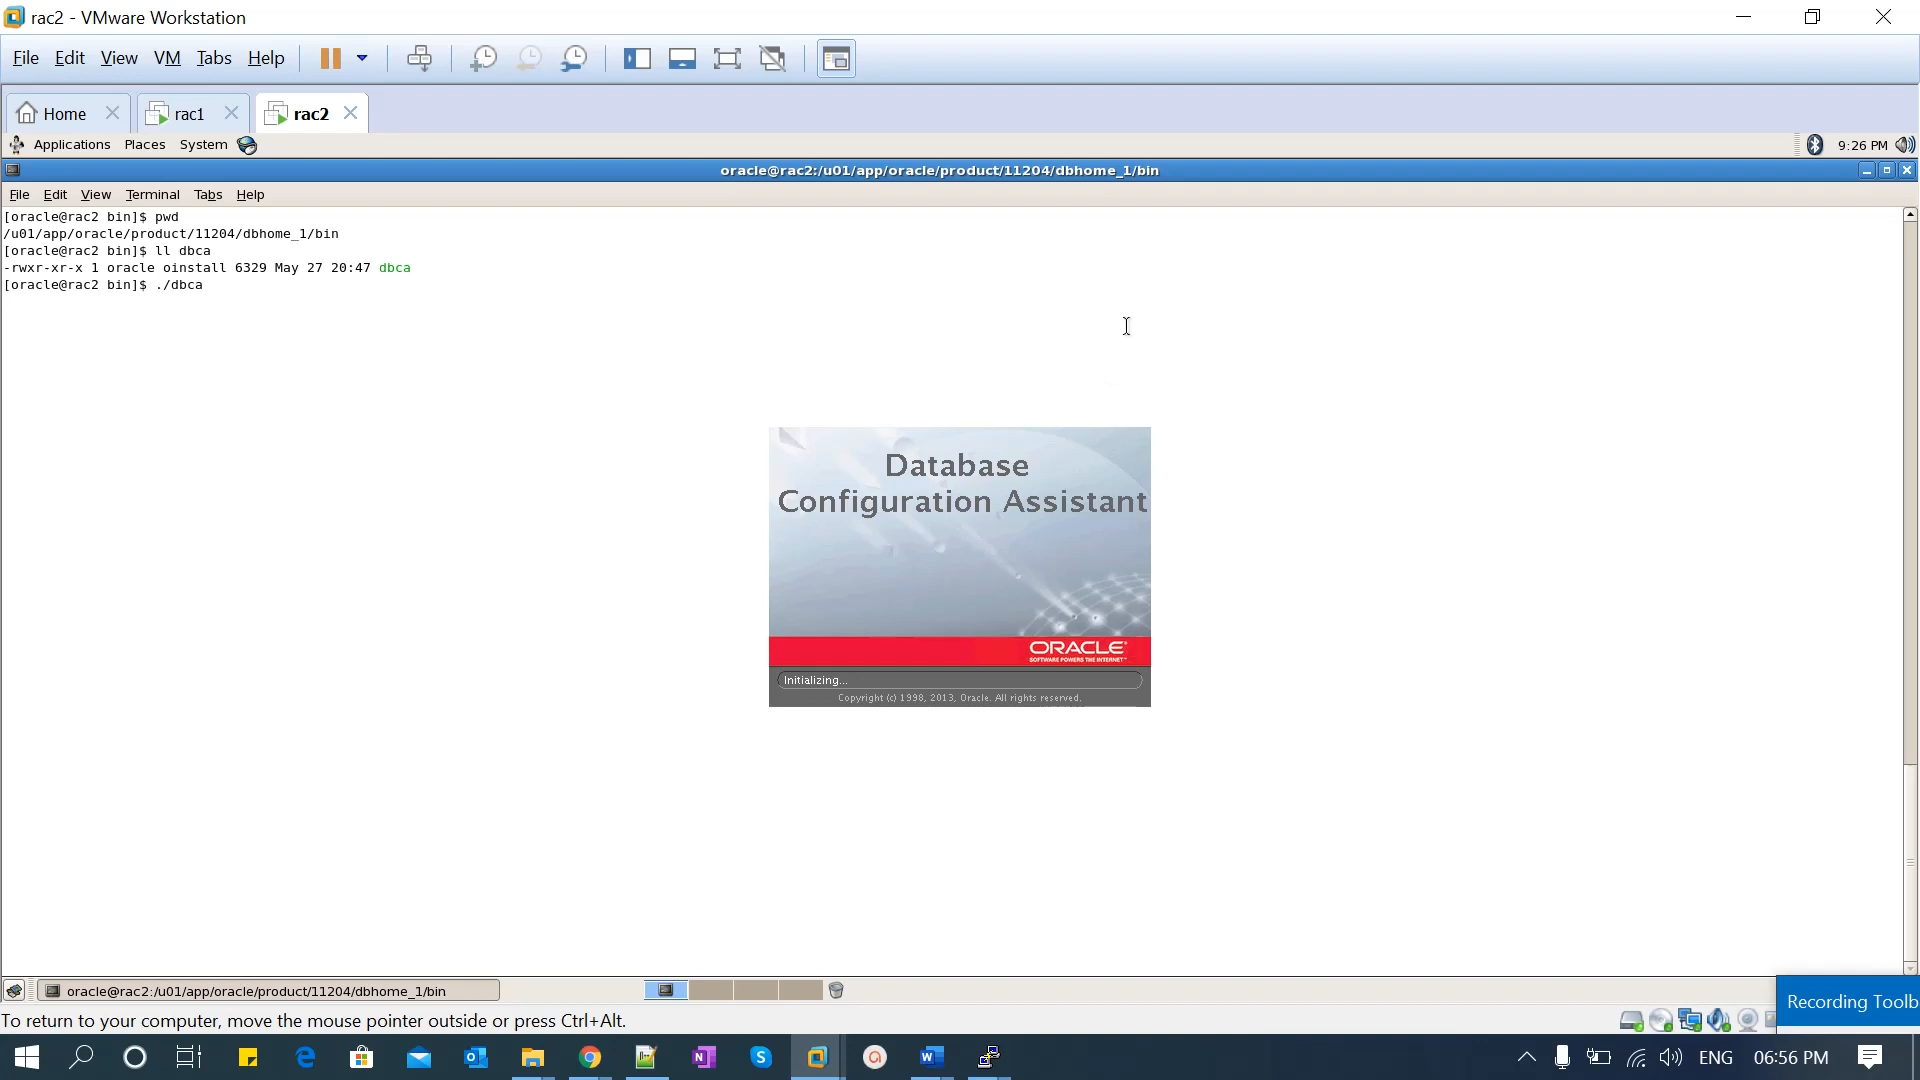 rac2 - VMware Workstation
File Edit View VM Tabs Help
Home rac1 rac2
Applications Places System 9:26 PM
oracle@rac2:/u01/app/oracle/product/11204/dbhome_1/bin
File Edit View Terminal Tabs Help
[oracle@rac2 bin]$ pwd
/u01/app/oracle/product/11204/dbhome_1/bin
[oracle@rac2 bin]$ ll dbca
-rwxr-xr-x 1 oracle oinstall 6329 May 27 20:47 dbca
[oracle@rac2 bin]$ ./dbca
Database
Configuration Assistant
ORACLE
SOFTWARE POWERS THE INTERNET
Initializing...
Copyright (c) 1998, 2013, Oracle. All rights reserved.
oracle@rac2:/u01/app/oracle/product/11204/dbhome_1/bin
Recording Toolb
To return to your computer, move the mouse pointer outside or press Ctrl+Alt.
ENG 06:56 PM